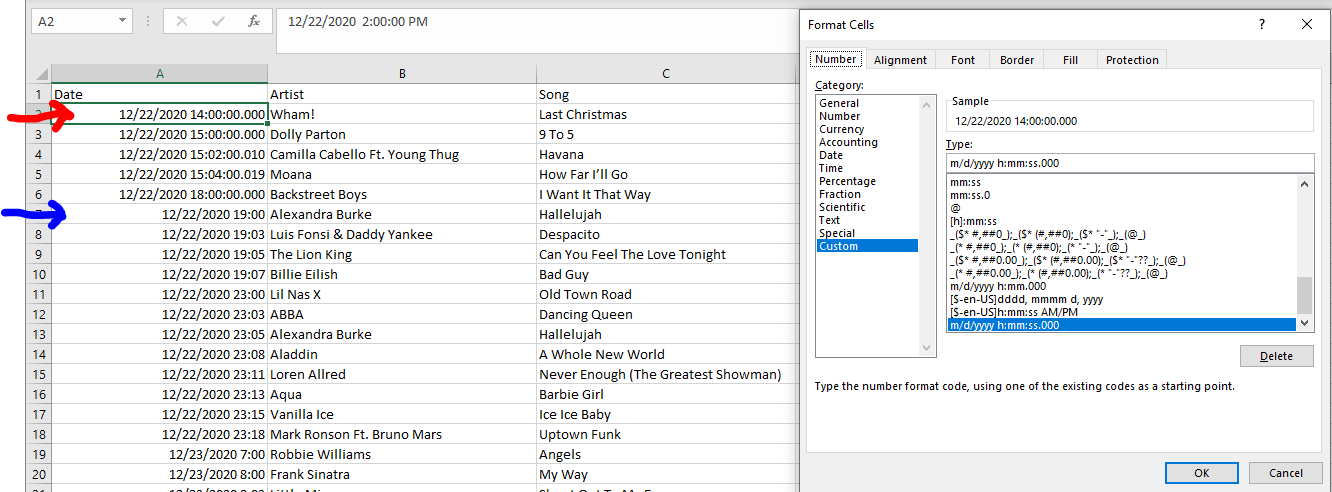 A2
fx
12/22/2020  2:00:00 PM
A B C
1 Date Artist Song
2 12/22/2020 14:00:00.000 Wham! Last Christmas
3 12/22/2020 15:00:00.000 Dolly Parton 9 To 5
4 12/22/2020 15:02:00.010 Camilla Cabello Ft. Young Thug Havana
5 12/22/2020 15:04:00.019 Moana How Far I’ll Go
6 12/22/2020 18:00:00.000 Backstreet Boys I Want It That Way
7 12/22/2020 19:00 Alexandra Burke Hallelujah
8 12/22/2020 19:03 Luis Fonsi & Daddy Yankee Despacito
9 12/22/2020 19:05 The Lion King Can You Feel The Love Tonight
10 12/22/2020 19:07 Billie Eilish Bad Guy
11 12/22/2020 23:00 Lil Nas X Old Town Road
12 12/22/2020 23:03 ABBA Dancing Queen
13 12/22/2020 23:05 Alexandra Burke Hallelujah
14 12/22/2020 23:08 Aladdin A Whole New World
15 12/22/2020 23:11 Loren Allred Never Enough (The Greatest Showman)
16 12/22/2020 23:13 Aqua Barbie Girl
17 12/22/2020 23:15 Vanilla Ice Ice Ice Baby
18 12/22/2020 23:18 Mark Ronson Ft. Bruno Mars Uptown Funk
19 12/23/2020 7:00 Robbie Williams Angels
20 12/23/2020 8:00 Frank Sinatra My Way
Format Cells
?
Number Alignment Font Border Fill Protection
Category:
General
Number
Currency
Accounting
Date
Time
Percentage
Fraction
Scientific
Text
Special
Custom
Sample
12/22/2020 14:00:00.000
Type:
m/d/yyyy h:mm:ss.000
mm:ss
mm:ss.0
@
[h]:mm:ss
_($* #,##0_);_($* (#,##0);_($* "-"_);_(@_)
_(* #,##0_);_(* (#,##0);_(* "-"_);_(@_)
_($* #,##0.00_);_($* (#,##0.00);_($* "-"??_);_(@_)
_(* #,##0.00_);_(* (#,##0.00);_(* "-"??_);_(@_)
m/d/yyyy h:mm.000
[$-en-US]dddd, mmmm d, yyyy
[$-en-US]h:mm:ss AM/PM
m/d/yyyy h:mm:ss.000
Delete
Type the number format code, using one of the existing codes as a starting point.
OK Cancel